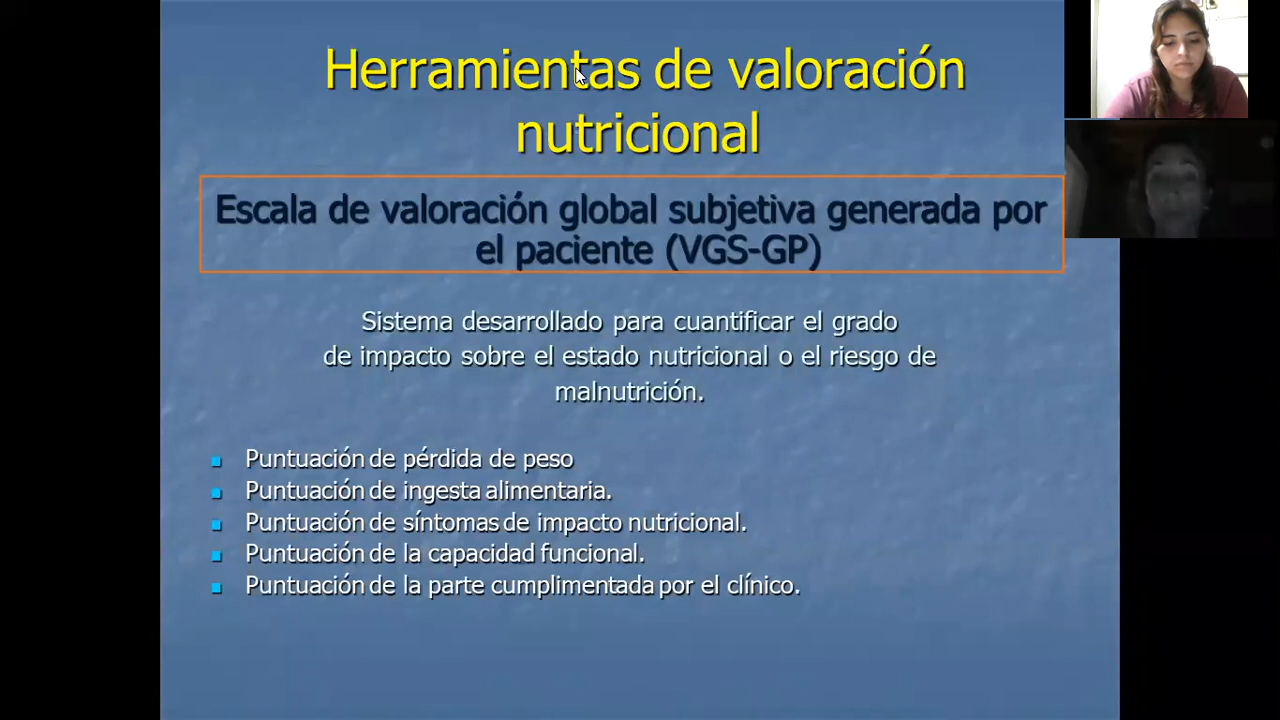 Herramientas de valoración
nutricional
Escala de valoración global subjetiva generada por
el paciente (VGS-GP)
Sistema desarrollado para cuantificar el grado
de impacto sobre el estado nutricional o el riesgo de
malnutrición.
Puntuación de pérdida de peso
Puntuación de ingesta alimentaria.
Puntuación de síntomas de impacto nutricional.
Puntuación de la capacidad funcional.
Puntuación de la parte cumplimentada por el clínico.